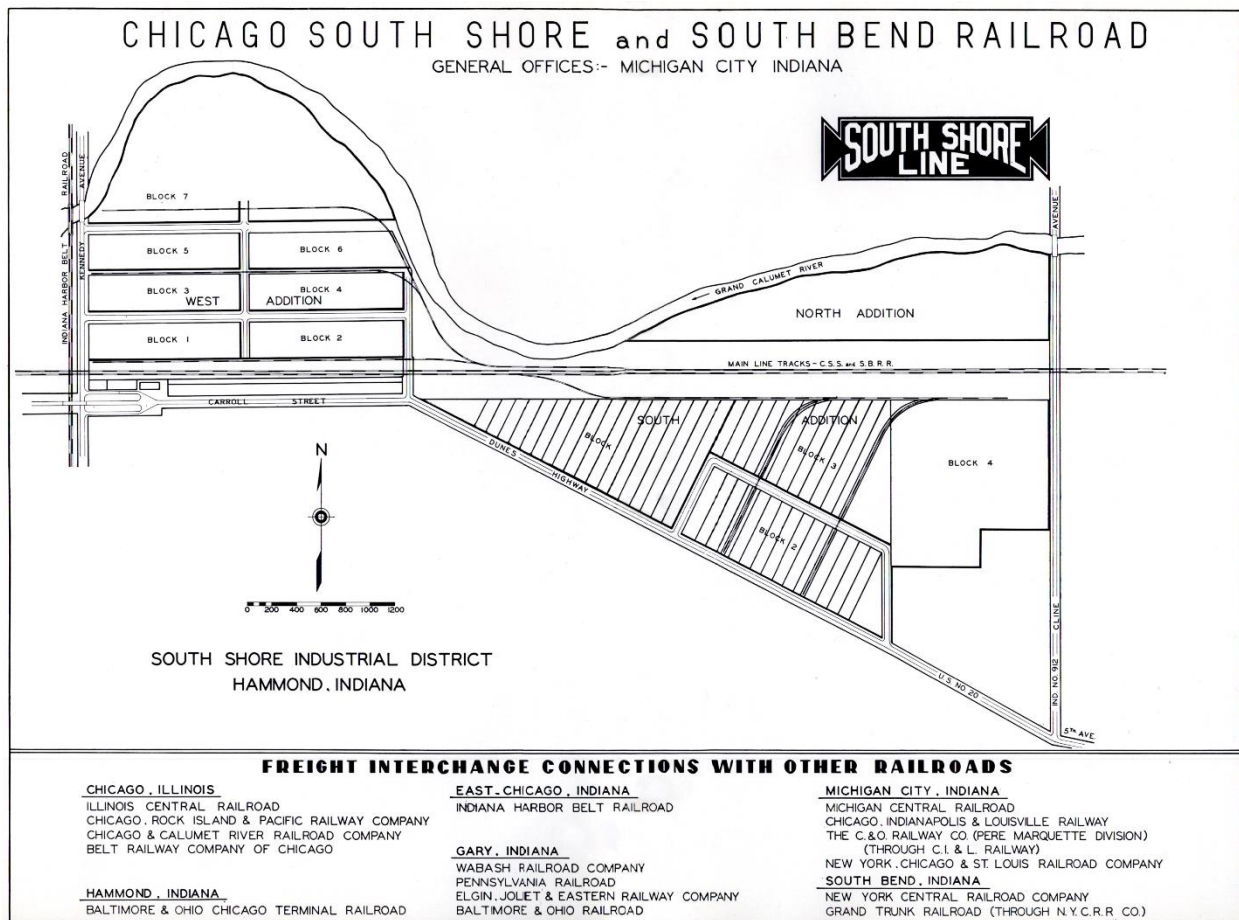 CHICAGO SOUTH SHORE and SOUTH BEND RAILROAD
GENERAL OFFICES:- MICHIGAN CITY INDIANA
SOUTH SHORE
LINE
INDIANA HARBOR BELT RAILROAD
KENNEDY AVENUE
BLOCK 7
BLOCK 5
BLOCK 6
BLOCK 3
BLOCK 4
WEST ADDITION
BLOCK 1
BLOCK 2
CARROLL STREET
GRAND CALUMET RIVER
NORTH ADDITION
MAIN LINE TRACKS - C.S.S. and S.B.R.R.
SOUTH ADDITION
BLOCK
BLOCK 3
BLOCK 4
BLOCK 2
DUNES HIGHWAY
U.S. NO. 20
IND. NO. 912 CLINE AVENUE
5TH AVE.
N
0 200 400 600 800 1000 1200
SOUTH SHORE INDUSTRIAL DISTRICT
HAMMOND, INDIANA
FREIGHT INTERCHANGE CONNECTIONS WITH OTHER RAILROADS
CHICAGO, ILLINOIS
ILLINOIS CENTRAL RAILROAD
CHICAGO, ROCK ISLAND & PACIFIC RAILWAY COMPANY
CHICAGO & CALUMET RIVER RAILROAD COMPANY
BELT RAILWAY COMPANY OF CHICAGO
HAMMOND, INDIANA
BALTIMORE & OHIO CHICAGO TERMINAL RAILROAD
EAST-CHICAGO, INDIANA
INDIANA HARBOR BELT RAILROAD
GARY, INDIANA
WABASH RAILROAD COMPANY
PENNSYLVANIA RAILROAD
ELGIN, JOLIET & EASTERN RAILWAY COMPANY
BALTIMORE & OHIO RAILROAD
MICHIGAN CITY, INDIANA
MICHIGAN CENTRAL RAILROAD
CHICAGO, INDIANAPOLIS & LOUISVILLE RAILWAY
THE C.&O. RAILWAY CO. (PERE MARQUETTE DIVISION)
(THROUGH C.I. & L. RAILWAY)
NEW YORK, CHICAGO & ST. LOUIS RAILROAD COMPANY
SOUTH BEND, INDIANA
NEW YORK CENTRAL RAILROAD COMPANY
GRAND TRUNK RAILROAD (THROUGH N.Y.C.R.R CO.)